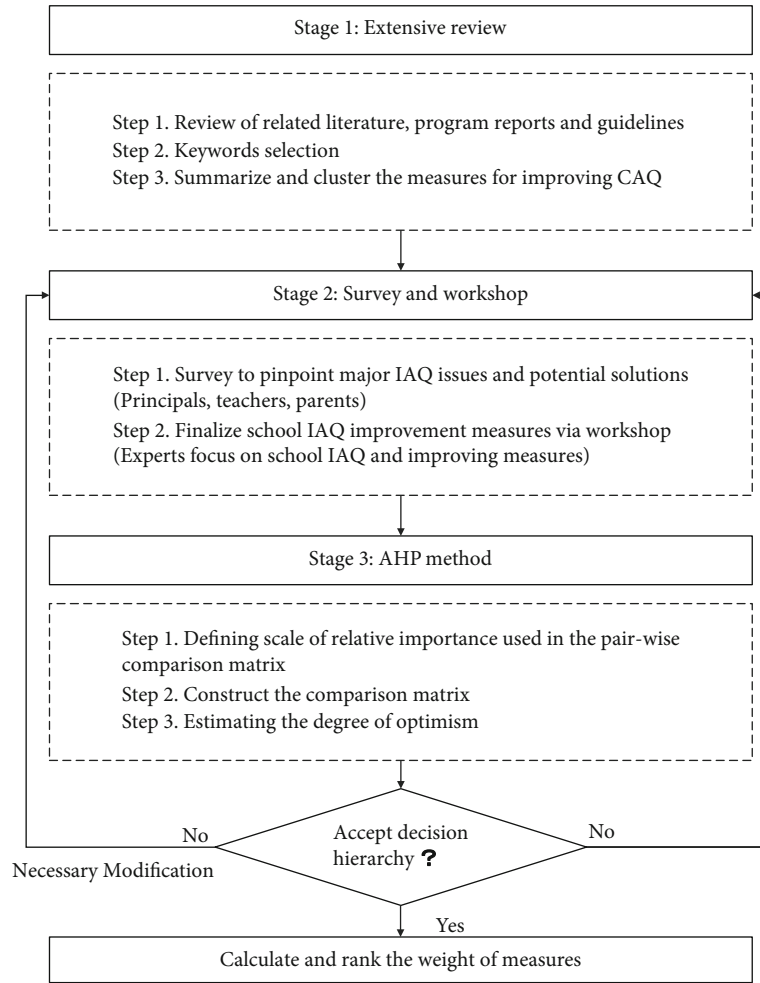 Stage 1: Extensive review
Step 1. Review of related literature, program reports and guidelines
Step 2. Keywords selection
Step 3. Summarize and cluster the measures for improving CAQ
Stage 2: Survey and workshop
Step 1. Survey to pinpoint major IAQ issues and potential solutions
(Principals, teachers, parents)
Step 2. Finalize school IAQ improvement measures via workshop
(Experts focus on school IAQ and improving measures)
Stage 3: AHP method
Step 1. Defining scale of relative importance used in the pair-wise
comparison matrix
Step 2. Construct the comparison matrix
Step 3. Estimating the degree of optimism
No
Accept decision
hierarchy ?
No
Necessary Modification
Yes
Calculate and rank the weight of measures